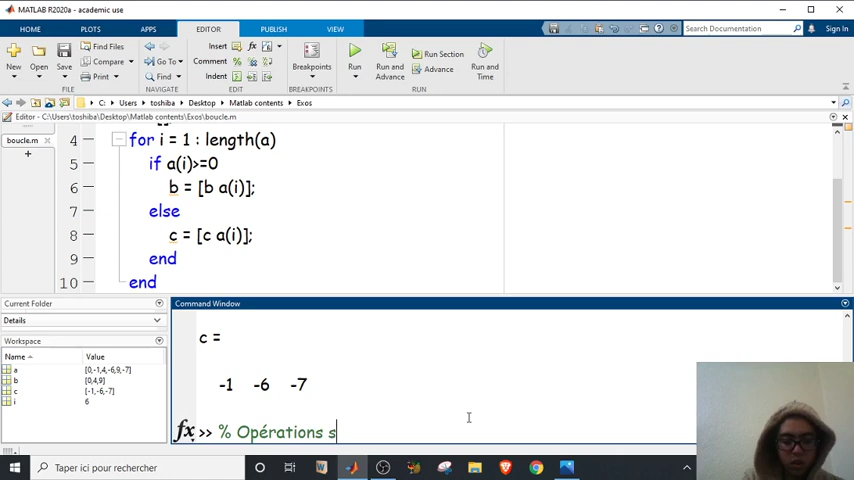 MATLAB R2020a - academic use
HOME PLOTS APPS EDITOR PUBLISH VIEW Search Documentation Sign In
New Open Save Find Files Compare Print Go To Find Insert Comment Indent Breakpoints Run Run and Advance Run Section Advance Run and Time
FILE NAVIGATE EDIT BREAKPOINTS RUN
C: Users toshiba Desktop Matlab contents Exos
Editor - C:\Users\toshiba\Desktop\Matlab contents\Exos\boucle.m
boucle.m
4 for i = 1 : length(a)
5 if a(i)>=0
6 b = [b a(i)];
7 else
8 c = [c a(i)];
9 end
10 end
Current Folder
Details
Workspace
Name Value
a [0,-1,4,-6,9,-7]
b [0,4,9]
c [-1,-6,-7]
i 6
Command Window
c =
-1 -6 -7
fx >> % Opérations s
Taper ici pour rechercher